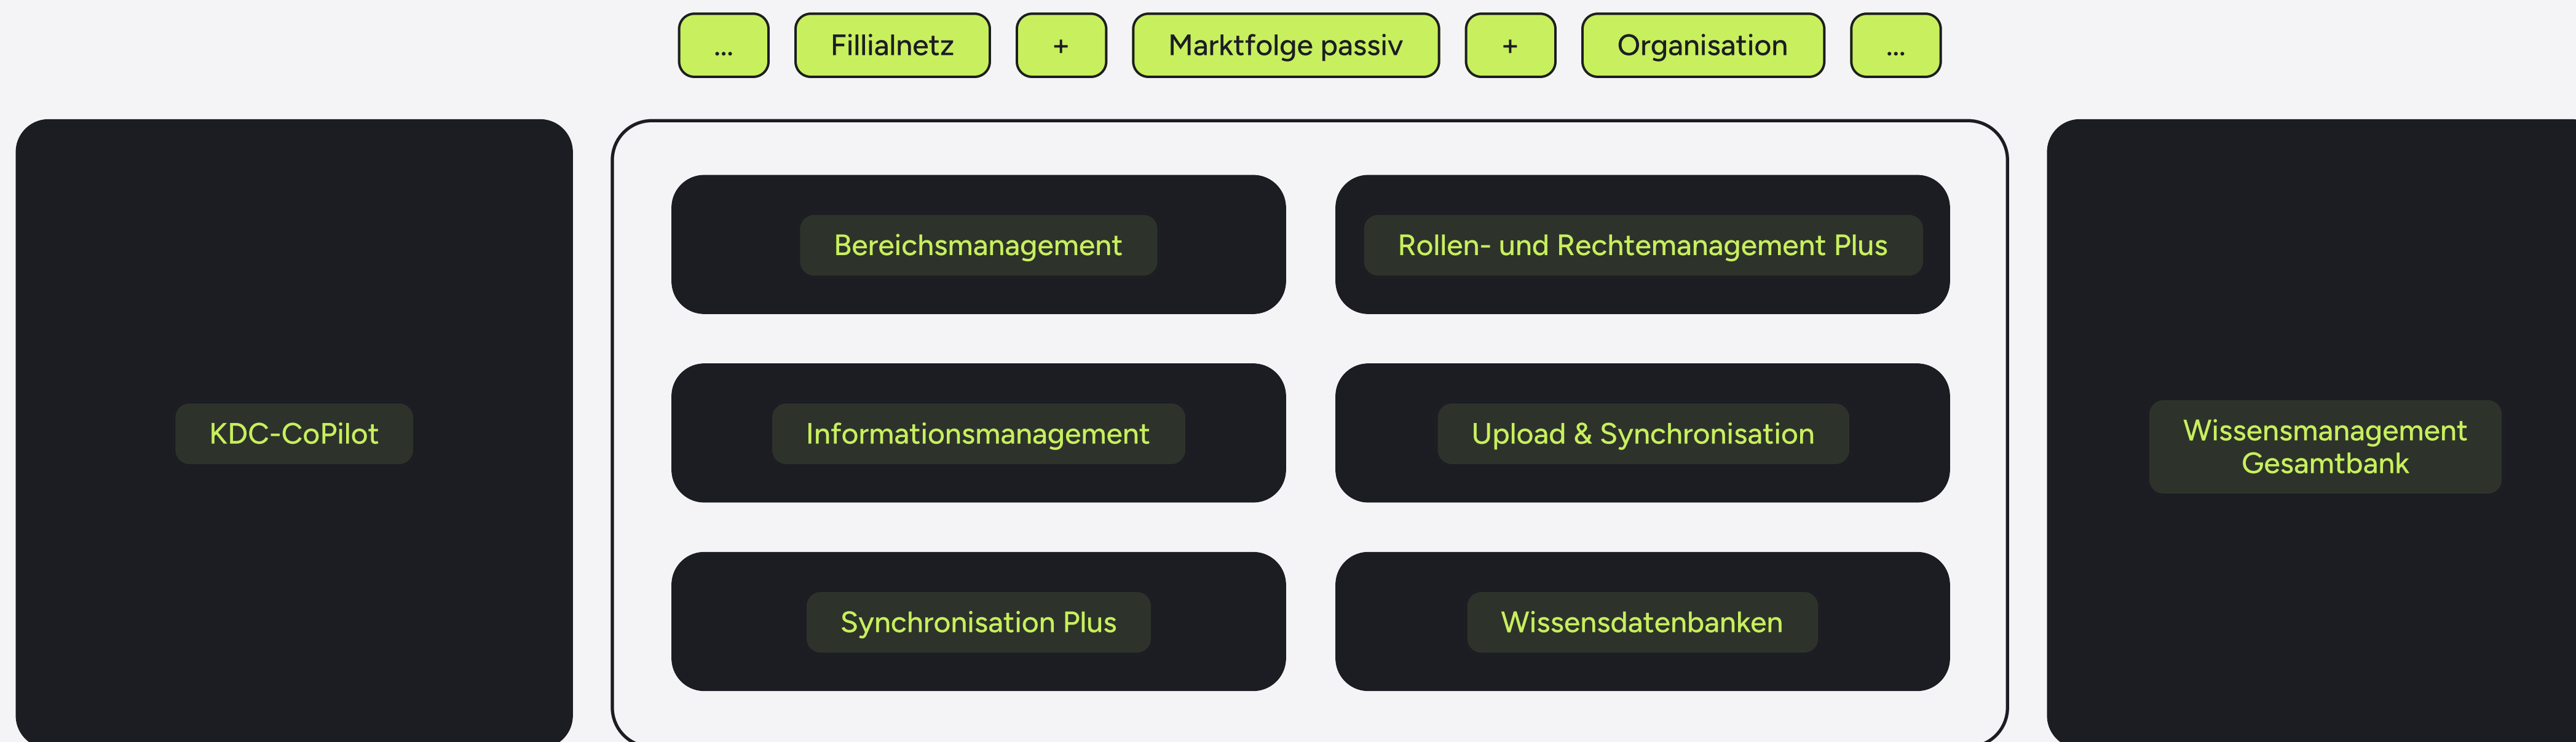 ... Fillialnetz + Marktfolge passiv + Organisation ...
Bereichsmanagement
Rollen- und Rechtemanagement Plus
KDC-CoPilot
Informationsmanagement
Upload & Synchronisation
Wissensmanagement
Gesamtbank
Synchronisation Plus
Wissensdatenbanken